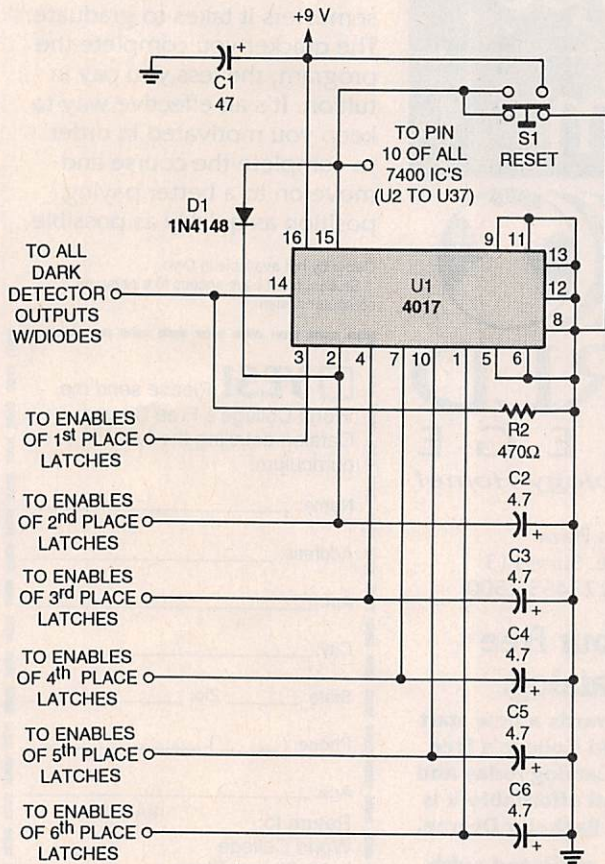 +9 V
+
C1
47
S1
RESET
TO PIN
10 OF ALL
7400 IC'S
(U2 TO U37)
D1
1N4148
16 15
9 11
TO ALL
DARK
DETECTOR
OUTPUTS
W/DIODES
14
U1
4017
13
12
8
3 2 4 7 10 1 5 6
TO ENABLES
OF 1st PLACE
LATCHES
R2
470Ω
TO ENABLES
OF 2nd PLACE
LATCHES
C2
4.7
+
TO ENABLES
OF 3rd PLACE
LATCHES
C3
4.7
+
TO ENABLES
OF 4th PLACE
LATCHES
C4
4.7
+
TO ENABLES
OF 5th PLACE
LATCHES
C5
4.7
+
TO ENABLES
OF 6th PLACE
LATCHES
C6
4.7
+